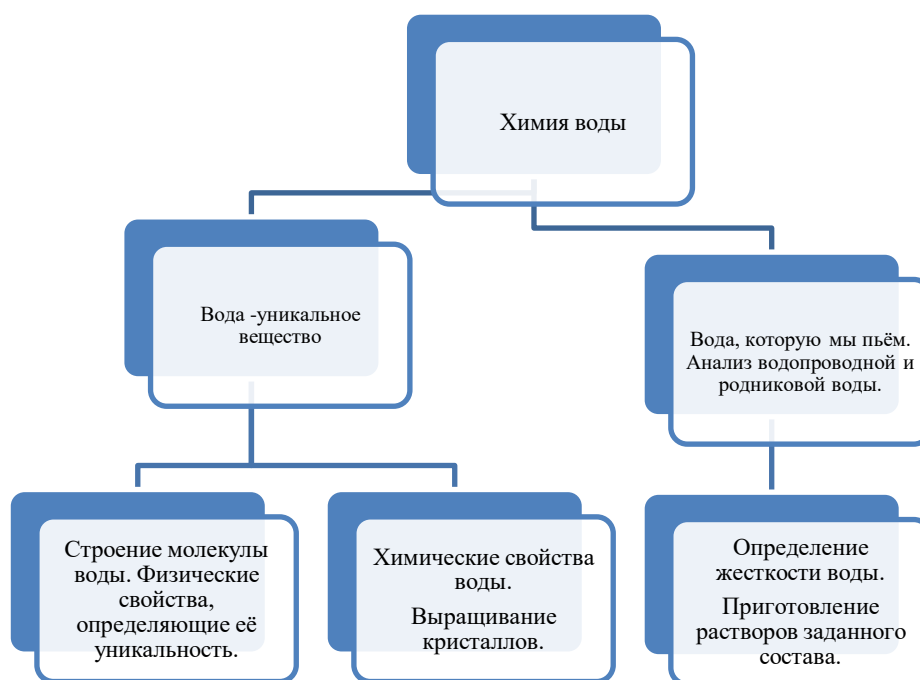 Химия воды
Вода -уникальное
вещество
Вода, которую мы пьём.
Анализ водопроводной и
родниковой воды.
Строение молекулы
воды. Физические
свойства,
определяющие её
уникальность.
Химические свойства
воды.
Выращивание
кристаллов.
Определение
жесткости воды.
Приготовление
растворов заданного
состава.